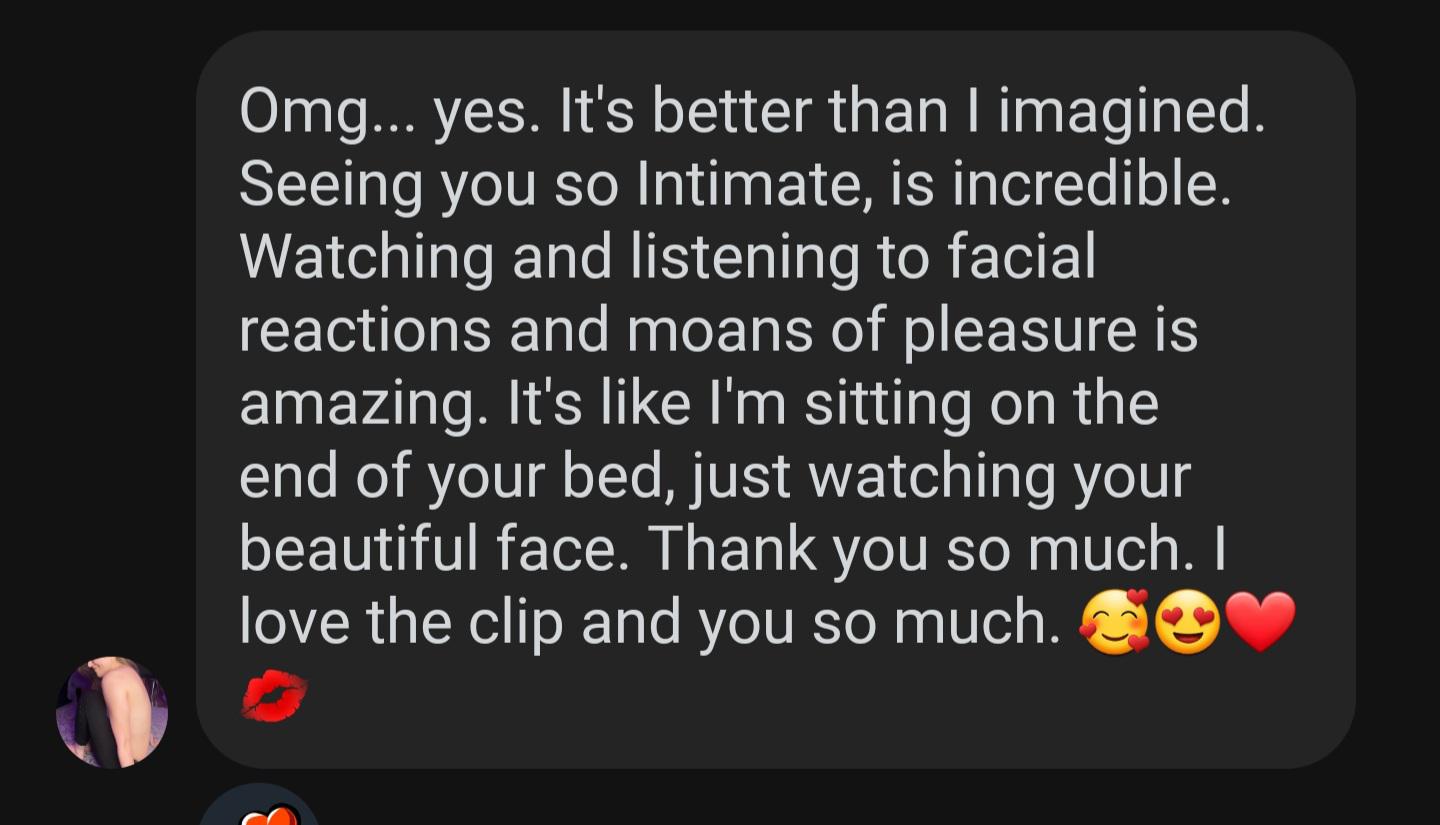 Omg... yes. It's better than I imagined.
Seeing you so Intimate, is incredible.
Watching and listening to facial
reactions and moans of pleasure is
amazing. It's like I'm sitting on the
end of your bed, just watching your
beautiful face. Thank you so much. I
love the clip and you so much. 🥰😍❤️
💋